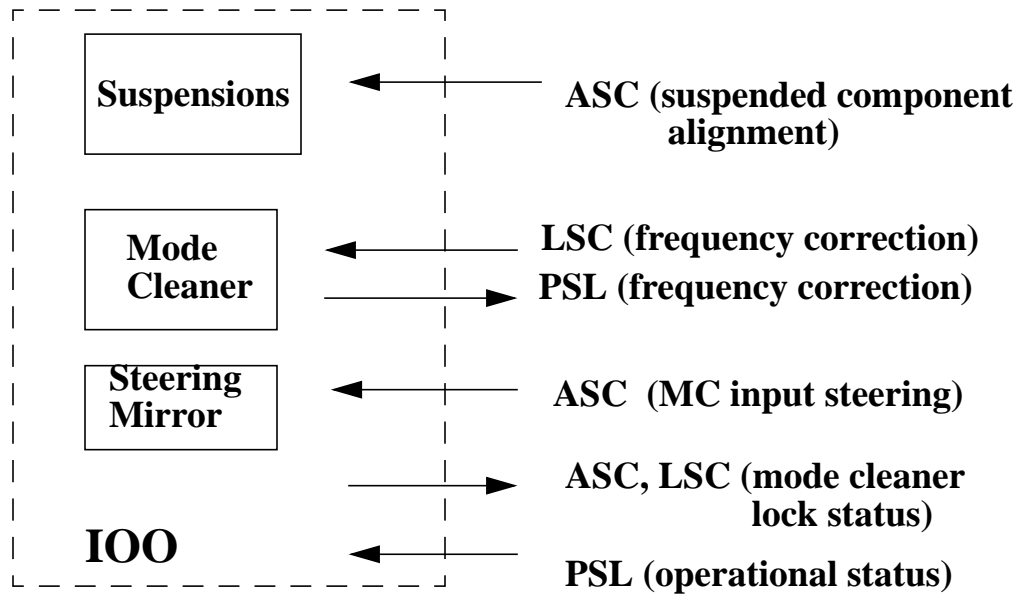 Suspensions
ASC (suspended component
alignment)
Mode
Cleaner
LSC (frequency correction)
PSL (frequency correction)
Steering
Mirror
ASC (MC input steering)
ASC, LSC (mode cleaner
lock status)
IOO
PSL (operational status)